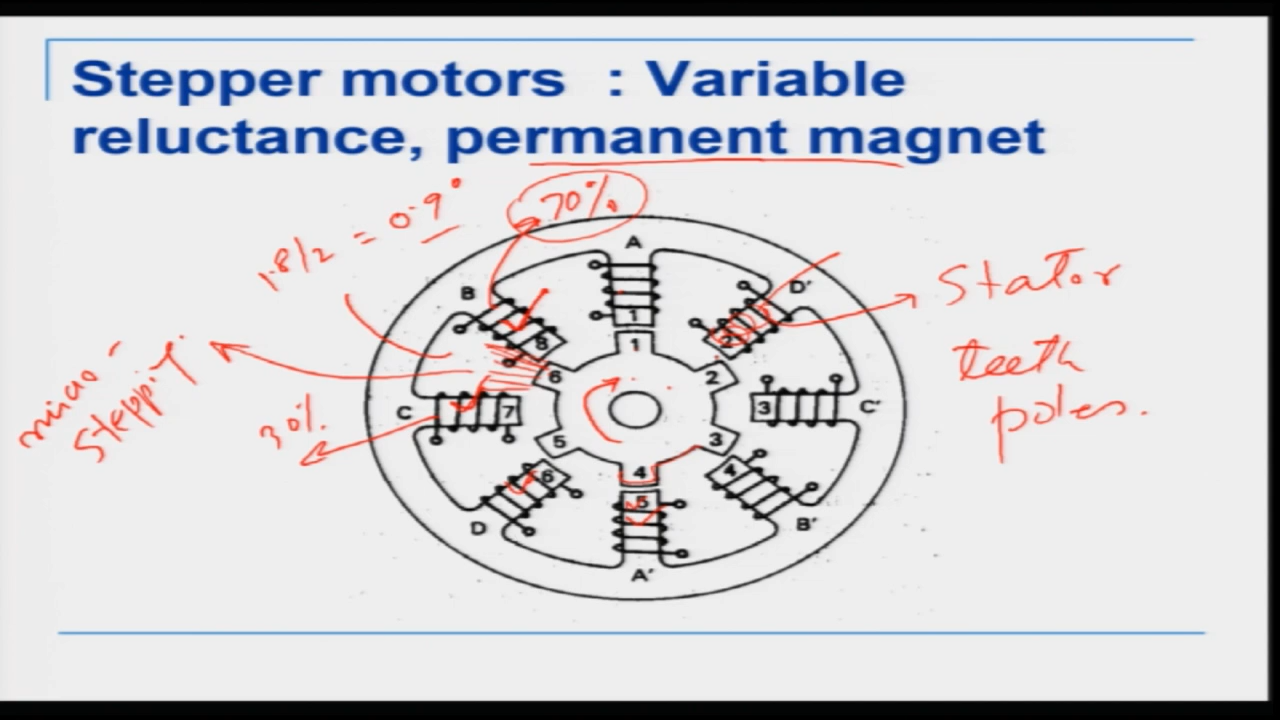 Stepper motors : Variable
reluctance, permanent magnet
70%
1.8/2 = 0.9°
A
B
D'
Stator
teeth
poles.
1
8
2
1
6
2
micro
stepping
C
7
3
C'
30%
5
3
4
6
4
5
D
B'
A'